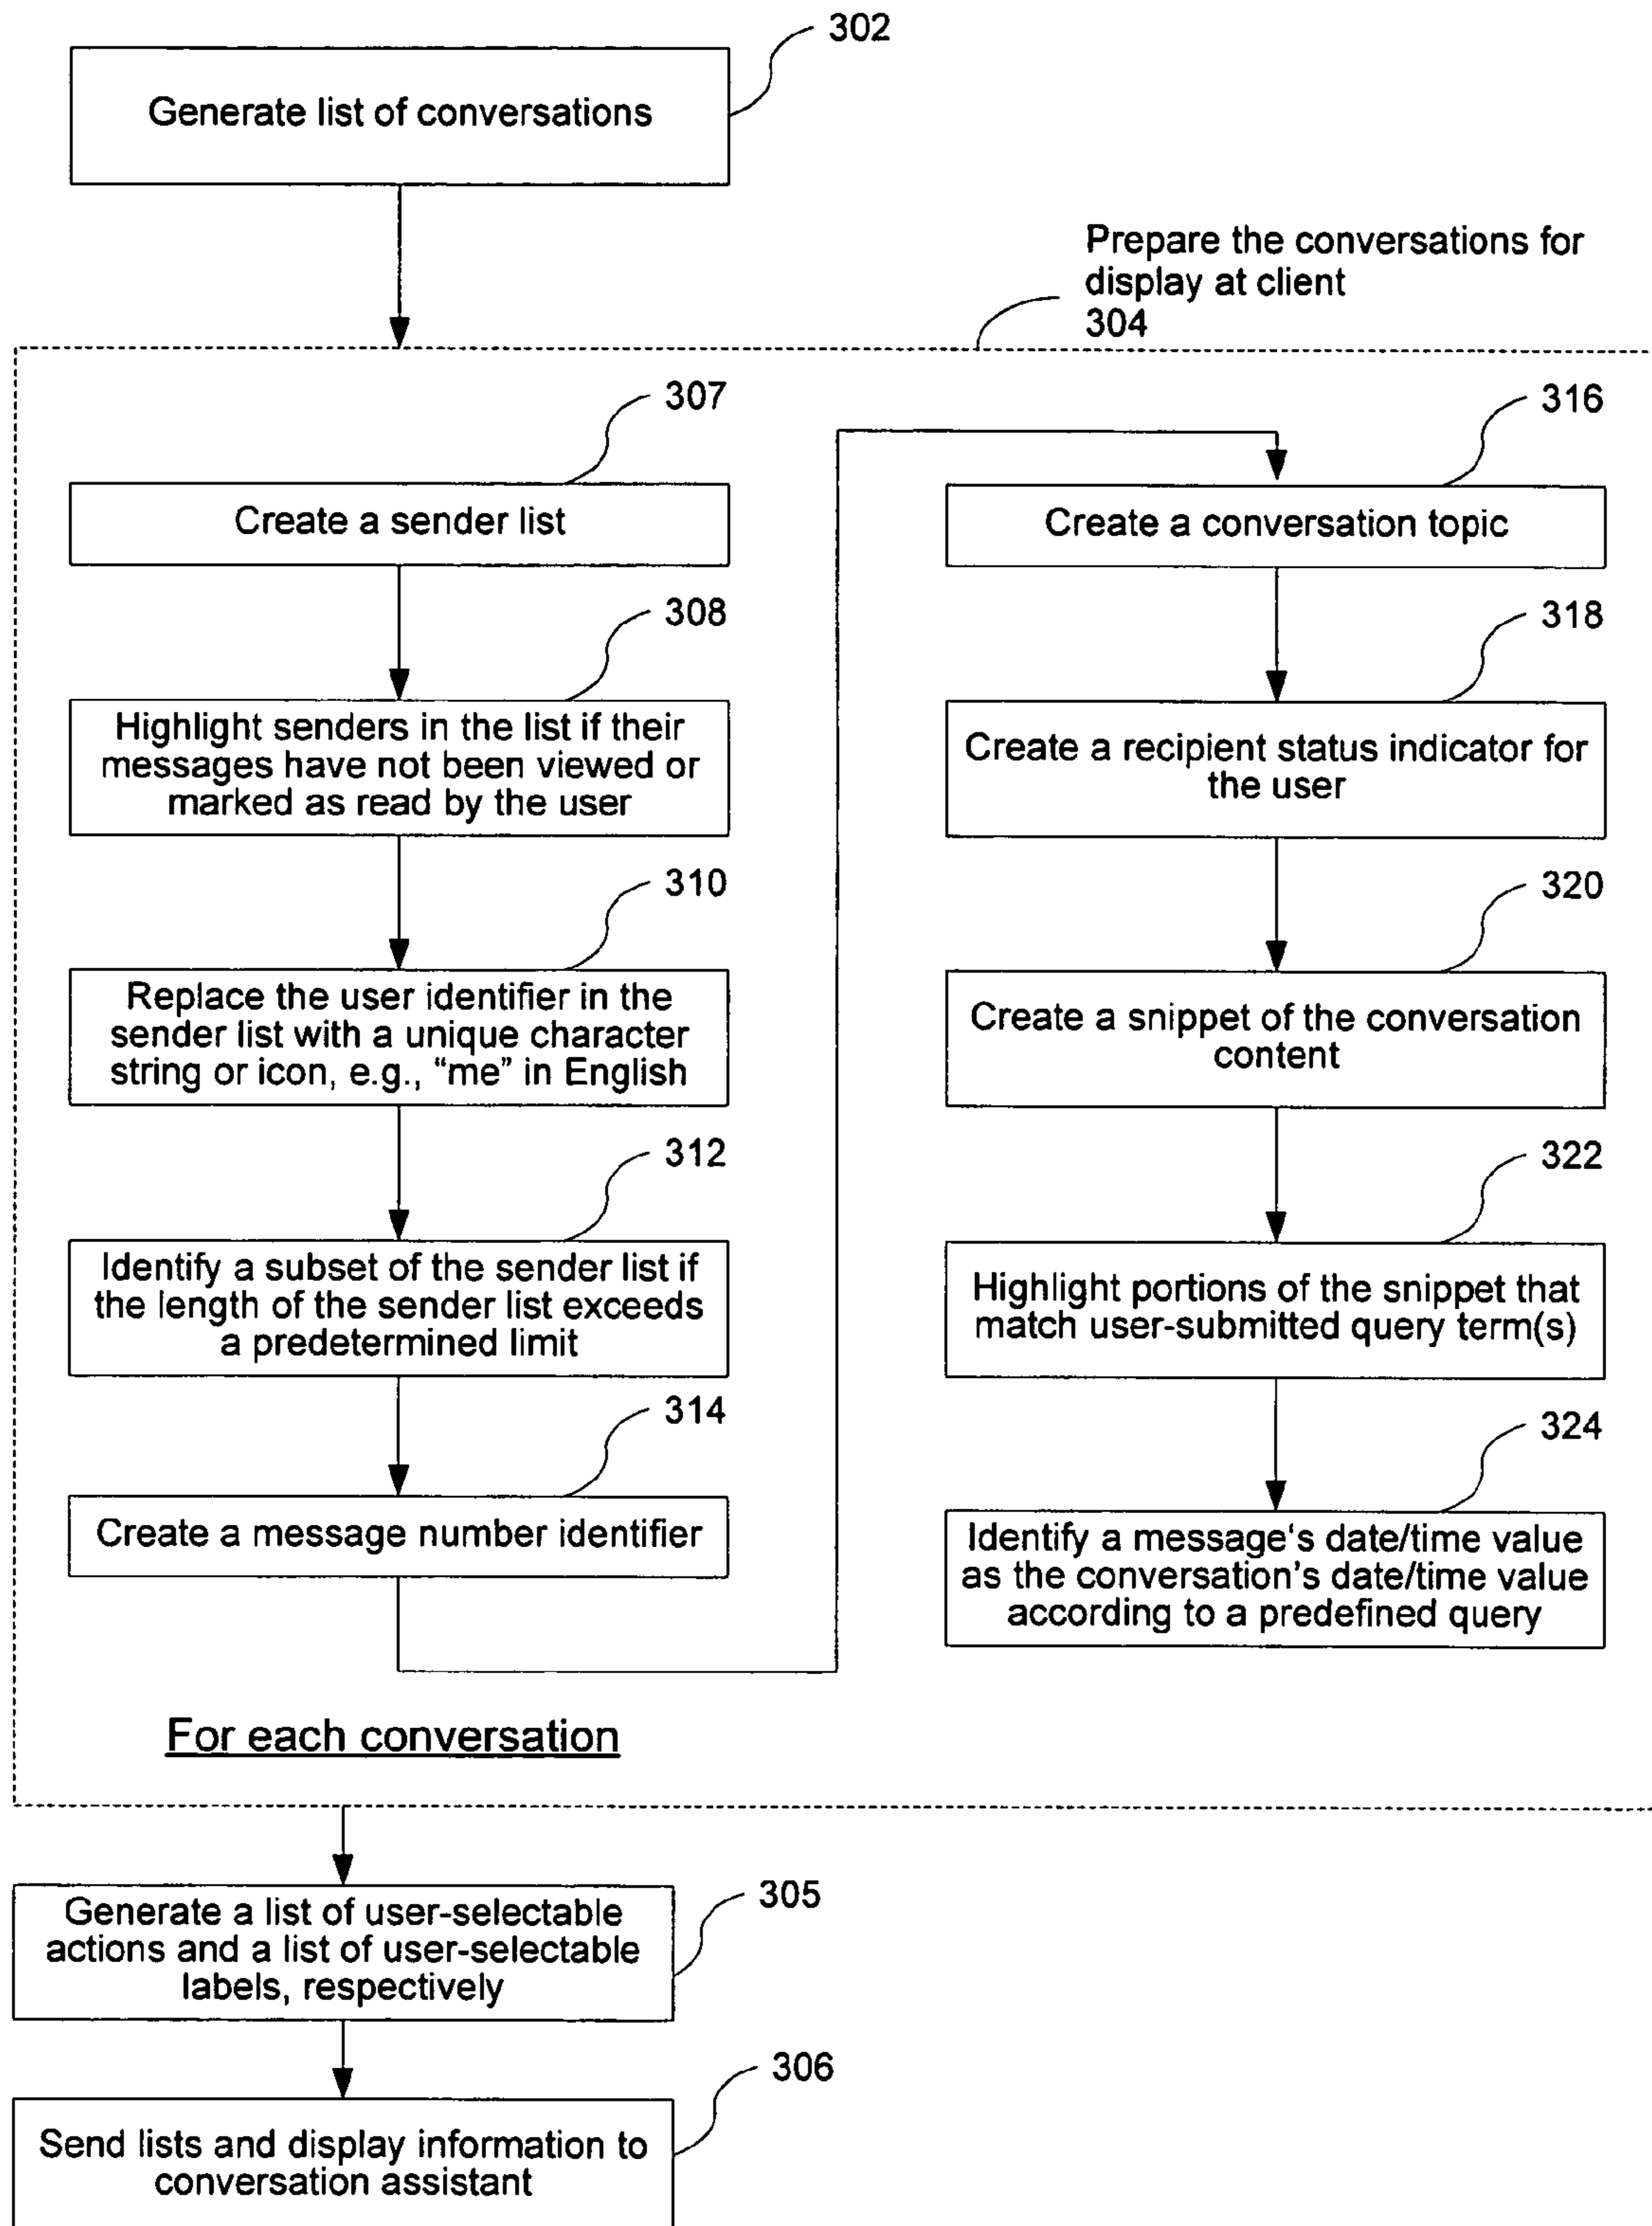 302
Generate list of conversations
Prepare the conversations for
display at client
304
307
Create a sender list
308
Highlight senders in the list if their
messages have not been viewed or
marked as read by the user
310
Replace the user identifier in the
sender list with a unique character
string or icon, e.g., “me” in English
312
Identify a subset of the sender list if
the length of the sender list exceeds
a predetermined limit
314
Create a message number identifier
316
Create a conversation topic
318
Create a recipient status indicator for
the user
320
Create a snippet of the conversation
content
322
Highlight portions of the snippet that
match user-submitted query term(s)
324
Identify a message‘s date/time value
as the conversation’s date/time value
according to a predefined query
For each conversation
305
Generate a list of user-selectable
actions and a list of user-selectable
labels, respectively
306
Send lists and display information to
conversation assistant